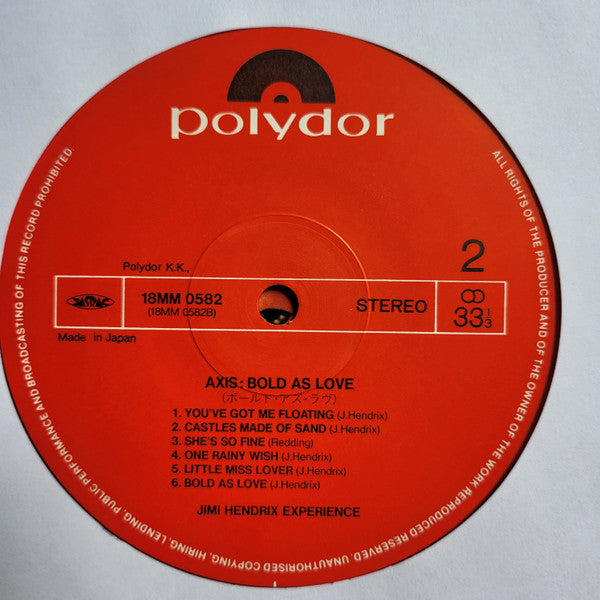 polydor
2
Polydor K.K.,
JASRAC
18MM 0582
(18MM 0582B)
STEREO
33 1/3
Made in Japan
AXIS: BOLD AS LOVE
(ボールド・アズ・ラヴ)
1. YOU'VE GOT ME FLOATING (J.Hendrix)
2. CASTLES MADE OF SAND (J.Hendrix)
3. SHE'S SO FINE (Redding)
4. ONE RAINY WISH (J.Hendrix)
5. LITTLE MISS LOVER (J.Hendrix)
6. BOLD AS LOVE (J.Hendrix)
JIMI HENDRIX EXPERIENCE
ALL RIGHTS OF THE PRODUCER AND OF THE OWNER OF THE WORK REPRODUCED RESERVED. UNAUTHORISED COPYING, HIRING, LENDING, PUBLIC PERFORMANCE AND BROADCASTING OF THIS RECORD PROHIBITED.